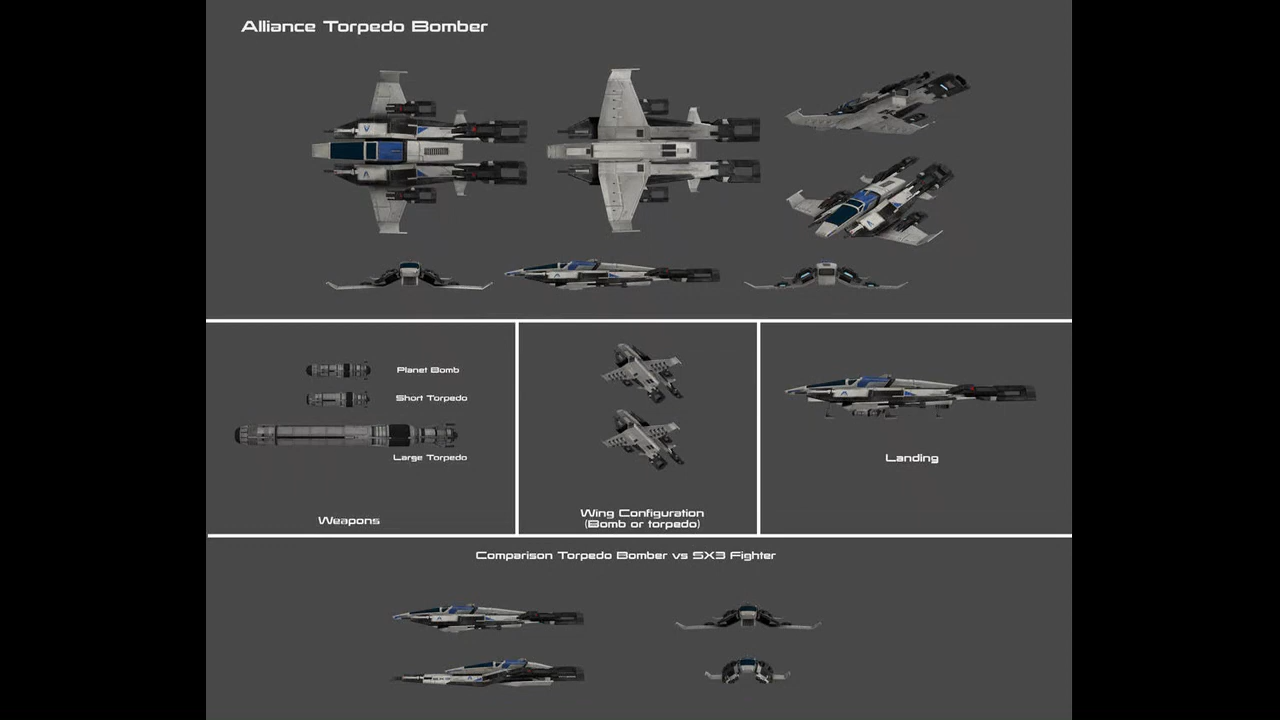 Alliance Torpedo Bomber
Planet Bomb
Short Torpedo
Large Torpedo
Weapons
Wing Configuration
(Bomb or torpedo)
Landing
Comparison Torpedo Bomber vs SX3 Fighter